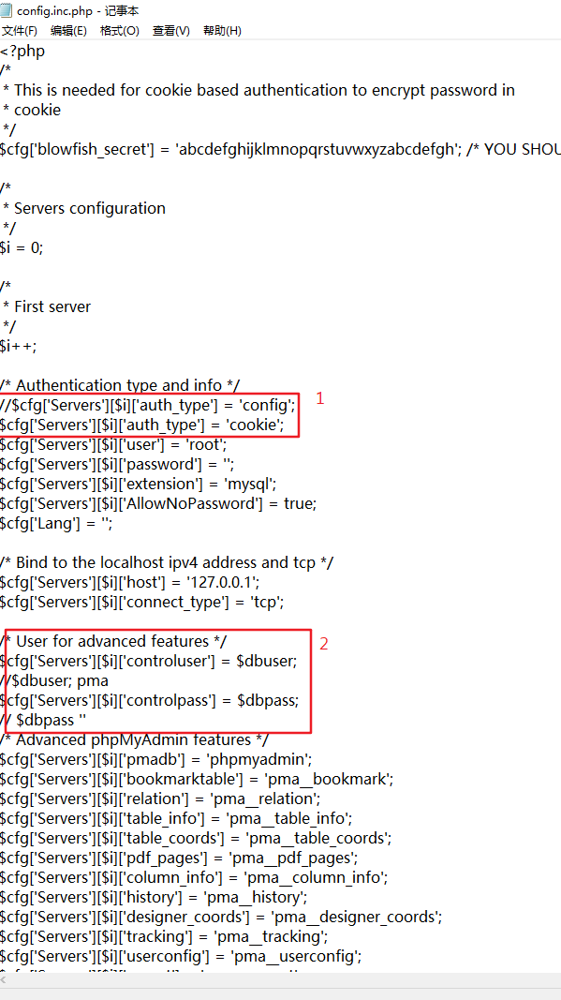 config.inc.php - 记事本
文件(F) 编辑(E) 格式(O) 查看(V) 帮助(H)
<?php
/*
* This is needed for cookie based authentication to encrypt password in
* cookie
*/
$cfg['blowfish_secret'] = 'abcdefghijklmnopqrstuvwxyzabcdefgh'; /* YOU SHOU
/*
* Servers configuration
*/
$i = 0;
/*
* First server
*/
$i++;
/* Authentication type and info */
//$cfg['Servers'][$i]['auth_type'] = 'config';
1
$cfg['Servers'][$i]['auth_type'] = 'cookie';
$cfg['Servers'][$i]['user'] = 'root';
$cfg['Servers'][$i]['password'] = '';
$cfg['Servers'][$i]['extension'] = 'mysql';
$cfg['Servers'][$i]['AllowNoPassword'] = true;
$cfg['Lang'] = '';
/* Bind to the localhost ipv4 address and tcp */
$cfg['Servers'][$i]['host'] = '127.0.0.1';
$cfg['Servers'][$i]['connect_type'] = 'tcp';
/* User for advanced features */
2
$cfg['Servers'][$i]['controluser'] = $dbuser;
//$dbuser; pma
$cfg['Servers'][$i]['controlpass'] = $dbpass;
// $dbpass ''
/* Advanced phpMyAdmin features */
$cfg['Servers'][$i]['pmadb'] = 'phpmyadmin';
$cfg['Servers'][$i]['bookmarktable'] = 'pma__bookmark';
$cfg['Servers'][$i]['relation'] = 'pma__relation';
$cfg['Servers'][$i]['table_info'] = 'pma__table_info';
$cfg['Servers'][$i]['table_coords'] = 'pma__table_coords';
$cfg['Servers'][$i]['pdf_pages'] = 'pma__pdf_pages';
$cfg['Servers'][$i]['column_info'] = 'pma__column_info';
$cfg['Servers'][$i]['history'] = 'pma__history';
$cfg['Servers'][$i]['designer_coords'] = 'pma__designer_coords';
$cfg['Servers'][$i]['tracking'] = 'pma__tracking';
$cfg['Servers'][$i]['userconfig'] = 'pma__userconfig';